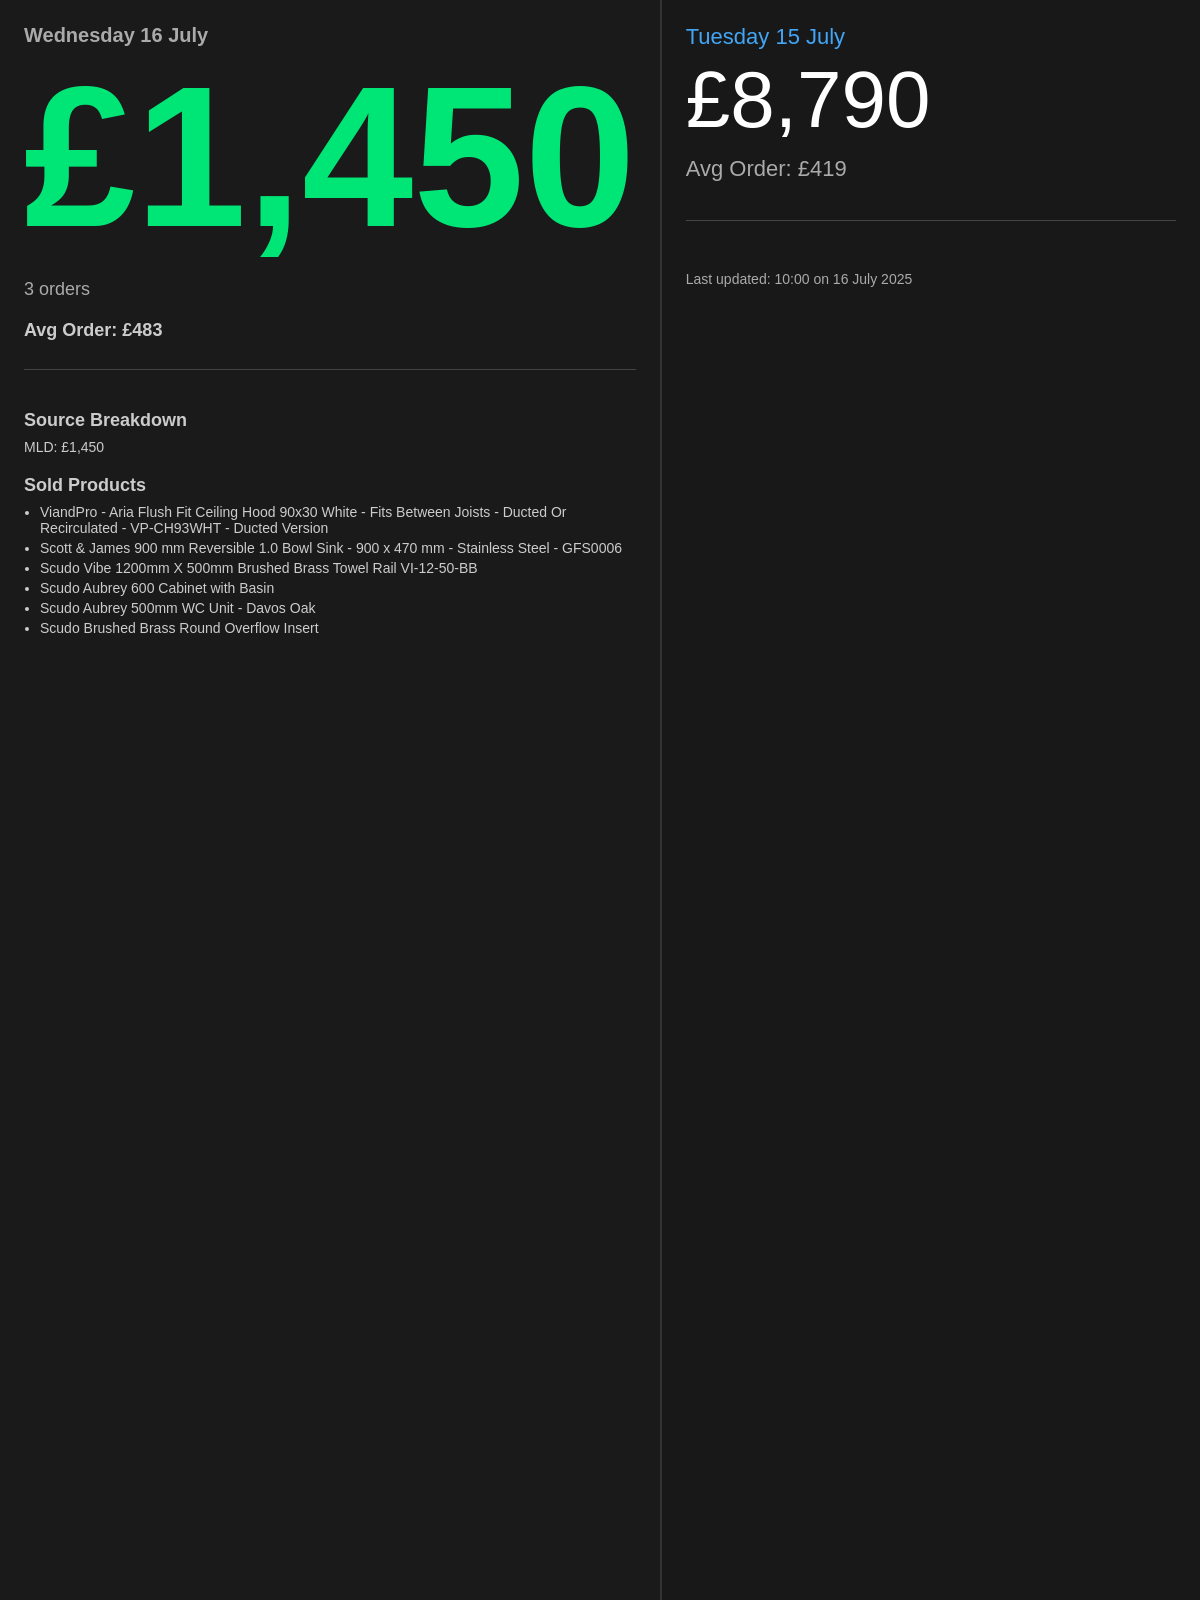 Wednesday 16 July
£1,450
3 orders
Avg Order: £483
Source Breakdown
MLD: £1,450
Sold Products
• ViandPro - Aria Flush Fit Ceiling Hood 90x30 White - Fits Between Joists - Ducted Or
Recirculated - VP-CH93WHT - Ducted Version
• Scott & James 900 mm Reversible 1.0 Bowl Sink - 900 x 470 mm - Stainless Steel - GFS0006
• Scudo Vibe 1200mm X 500mm Brushed Brass Towel Rail VI-12-50-BB
• Scudo Aubrey 600 Cabinet with Basin
• Scudo Aubrey 500mm WC Unit - Davos Oak
• Scudo Brushed Brass Round Overflow Insert
Tuesday 15 July
£8,790
Avg Order: £419
Last updated: 10:00 on 16 July 2025